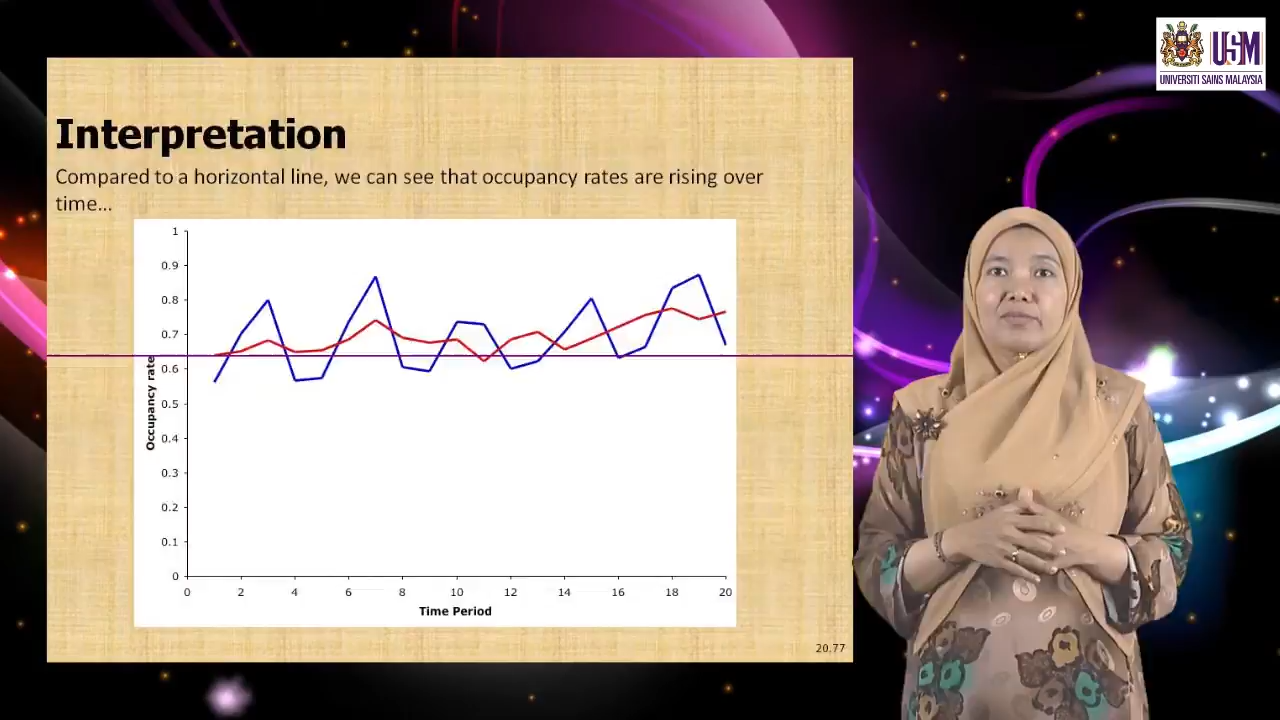 USM
UNIVERSITI SAINS MALAYSIA
Interpretation
Compared to a horizontal line, we can see that occupancy rates are rising over
time...
1
0.9
0.8
0.7
0.6
0.5
0.4
0.3
0.2
0.1
0
Occupancy rate
0 2 4 6 8 10 12 14 16 18 20
Time Period
20.77